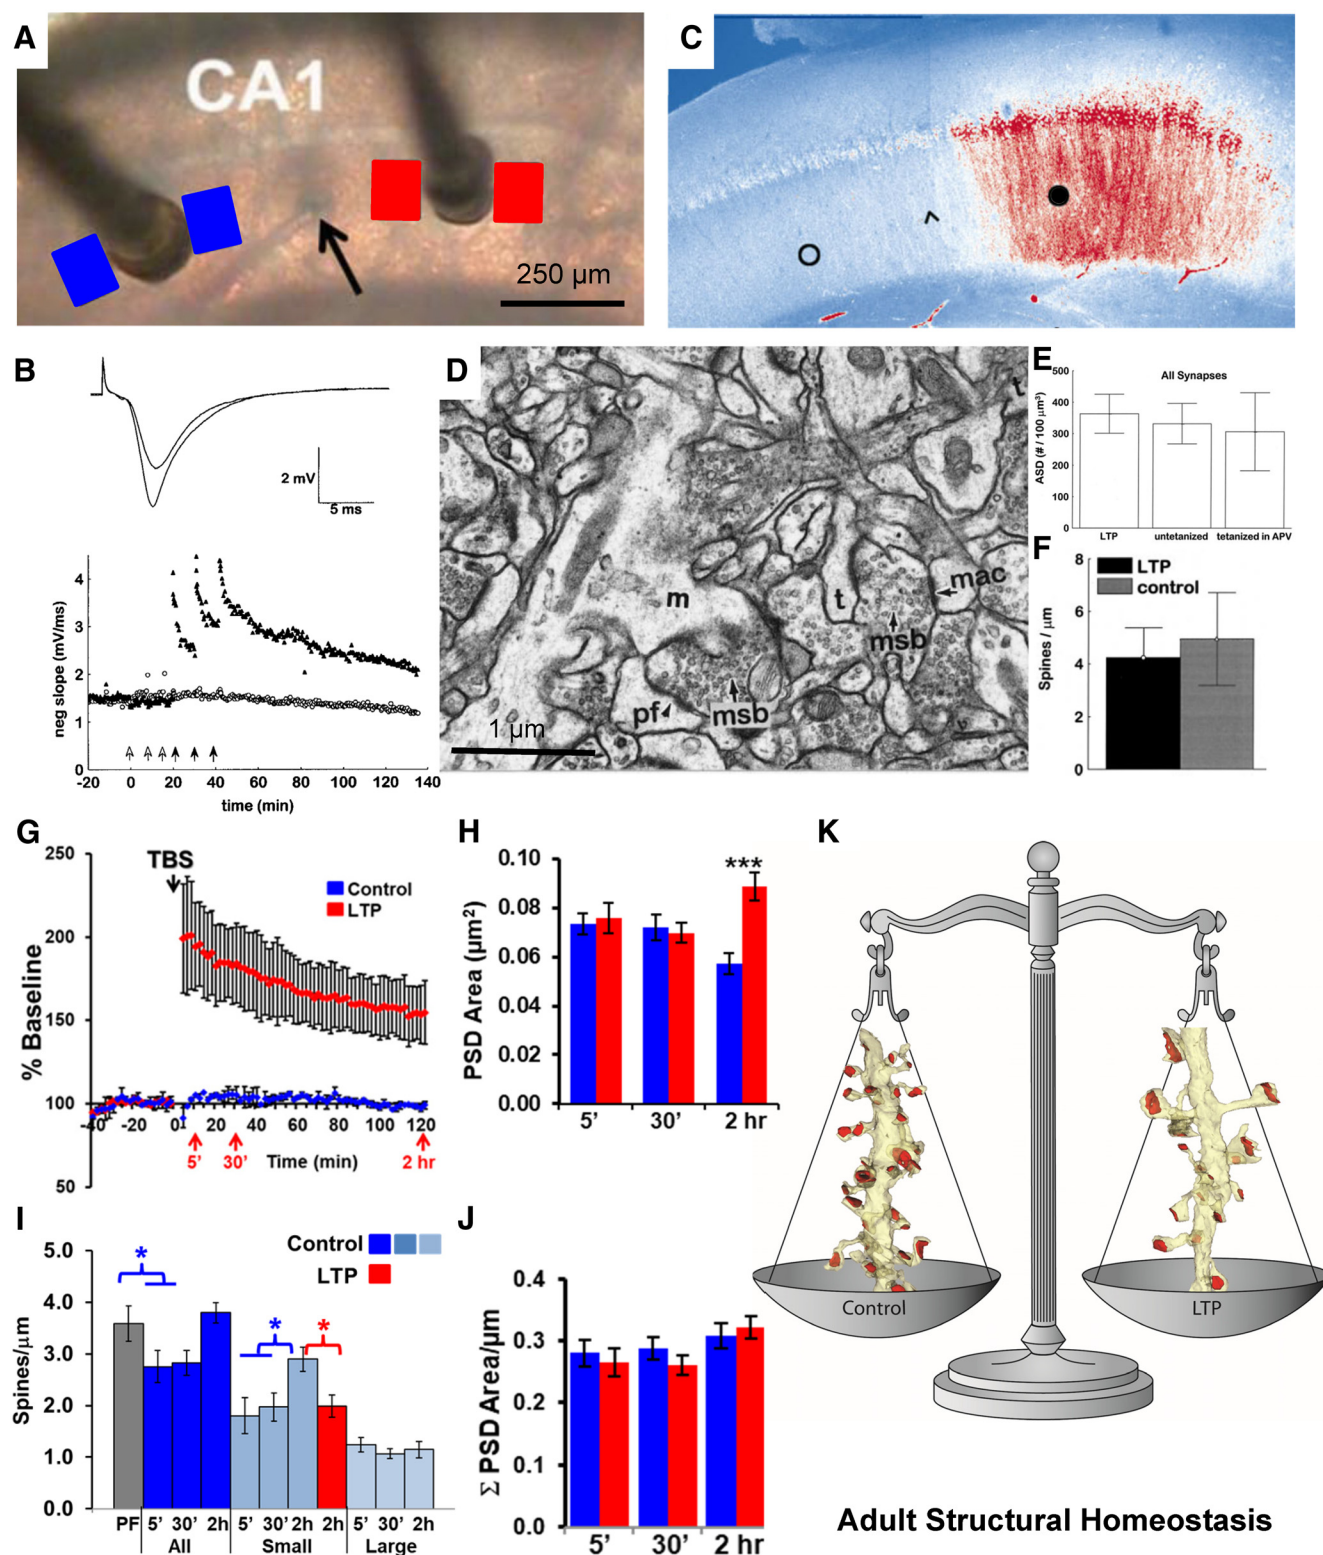 A
CA1
250 µm
C
B
2 mV
5 ms
neg slope (mV/ms)
4
3
2
1
0
-20 0 20 40 60 80 100 120 140
time (min)
D
m
t
t
mac
msb
pf
msb
1 µm
E
All Synapses
ASD (# / 100 µm³)
500
400
300
200
100
0
LTP untetanized tetanized in APV
F
LTP
control
Spines / µm
8
6
4
2
0
G
TBS
Control
LTP
% Baseline
250
200
150
100
50
-40 -20 0 20 40 60 80 100 120
5’ 30’ Time (min) 2 hr
H
***
PSD Area (µm²)
0.10
0.08
0.06
0.04
0.02
0.00
5’ 30’ 2 hr
I
Control
LTP
* * *
Spines/µm
5.0
4.0
3.0
2.0
1.0
0.0
PF 5’ 30’ 2h 5’ 30’ 2h 2h 5’ 30’ 2h
All Small Large
J
Σ PSD Area/µm
0.4
0.3
0.2
0.1
0.0
5’ 30’ 2 hr
K
Control
LTP
Adult Structural Homeostasis